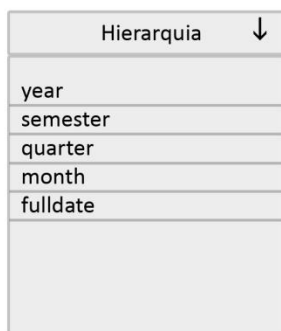 Hierarquia ↓
year
semester
quarter
month
fulldate